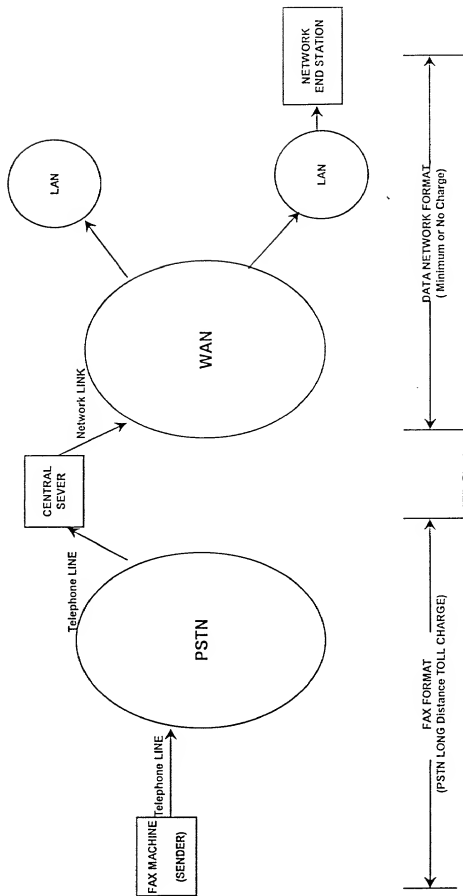 FAX MACHINE
(SENDER)
Telephone LINE
PSTN
Telephone LINE
CENTRAL
SEVER
Network LINK
WAN
LAN
LAN
NETWORK
END STATION
FAX FORMAT
(PSTN LONG Distance TOLL CHARGE)
DATA NETWORK FORMAT
( Minimum or No Charge)